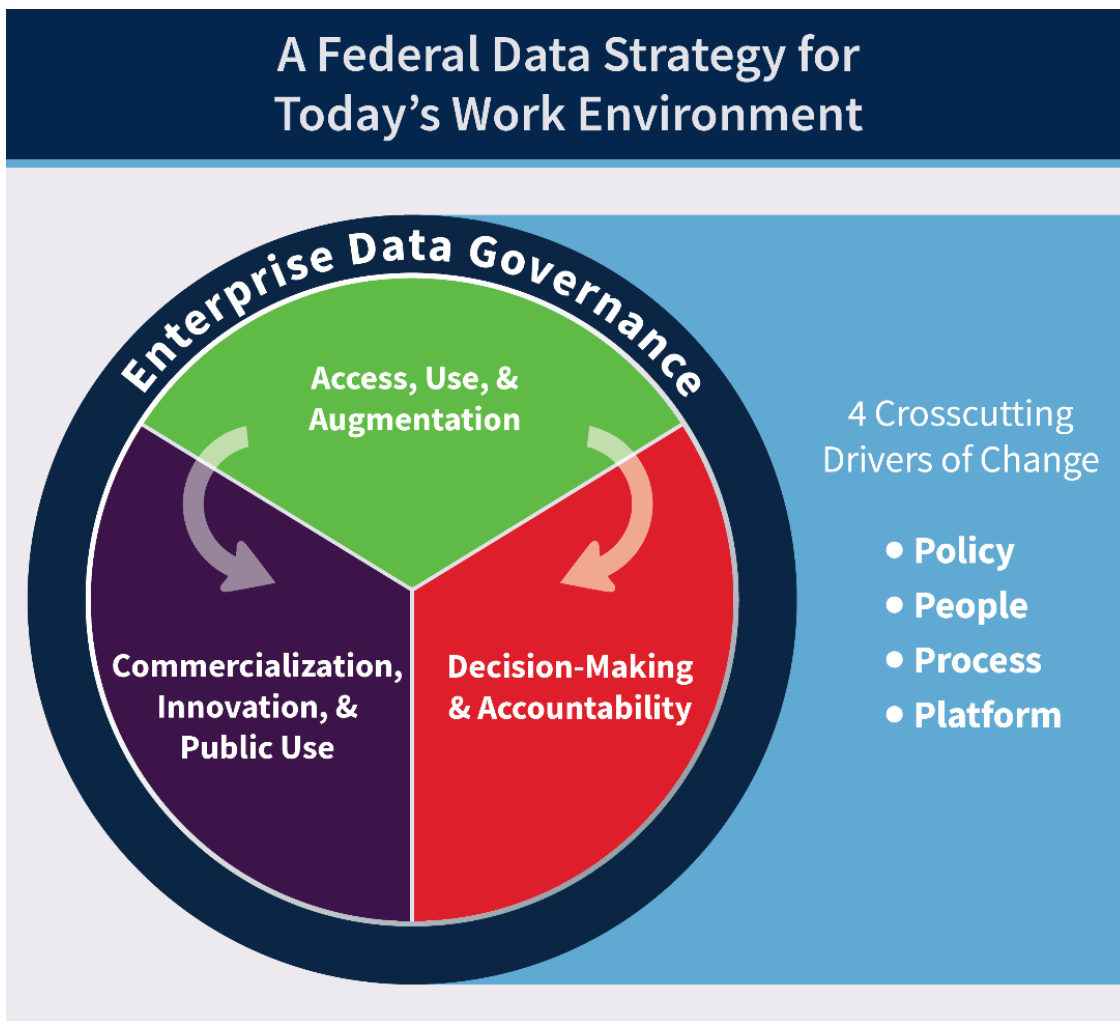 A Federal Data Strategy for
Today’s Work Environment
Enterprise Data Governance
Access, Use, &
Augmentation
Commercialization,
Innovation, &
Public Use
Decision-Making
& Accountability
4 Crosscutting
Drivers of Change
• Policy
• People
• Process
• Platform